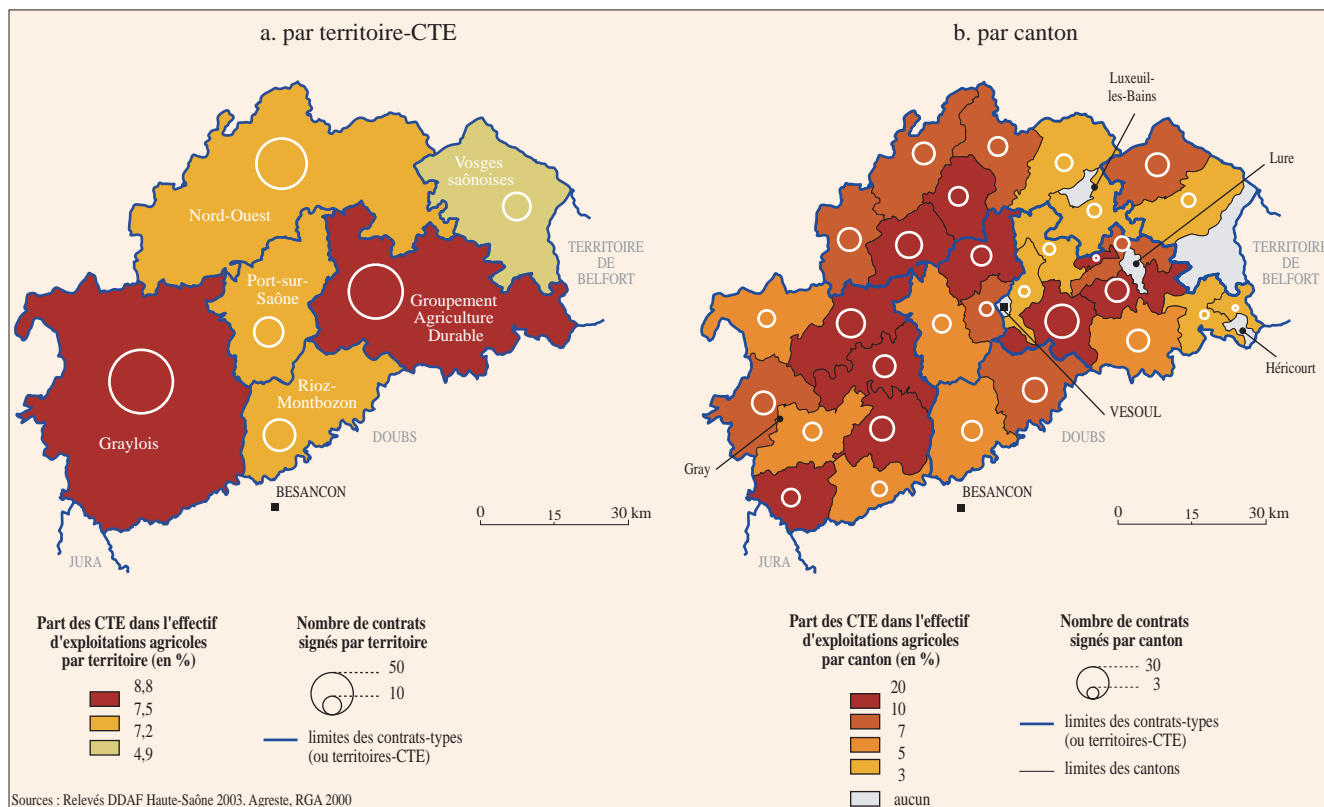 a. par territoire-CTE
Nord-Ouest
Vosges
saônoises
TERRITOIRE
DE
BELFORT
Port-sur-
Saône
Groupement
Agriculture
Durable
Rioz-
Montbozon
Graylois
DOUBS
BESANCON
0 15 30 km
JURA
Part des CTE dans l'effectif
d'exploitations agricoles
par territoire (en %)
8,8
7,5
7,2
4,9
Nombre de contrats
signés par territoire
50
10
limites des contrats-types
(ou territoires-CTE)
b. par canton
Luxeuil-
les-Bains
Lure
TERRITOIRE
DE
BELFORT
Héricourt
VESOUL
DOUBS
Gray
BESANCON
0 15 30 km
JURA
Part des CTE dans l'effectif
d'exploitations agricoles
par canton (en %)
20
10
7
5
3
aucun
Nombre de contrats
signés par canton
30
3
limites des contrats-types
(ou territoires-CTE)
limites des cantons
Sources : Relevés DDAF Haute-Saône 2003. Agreste, RGA 2000